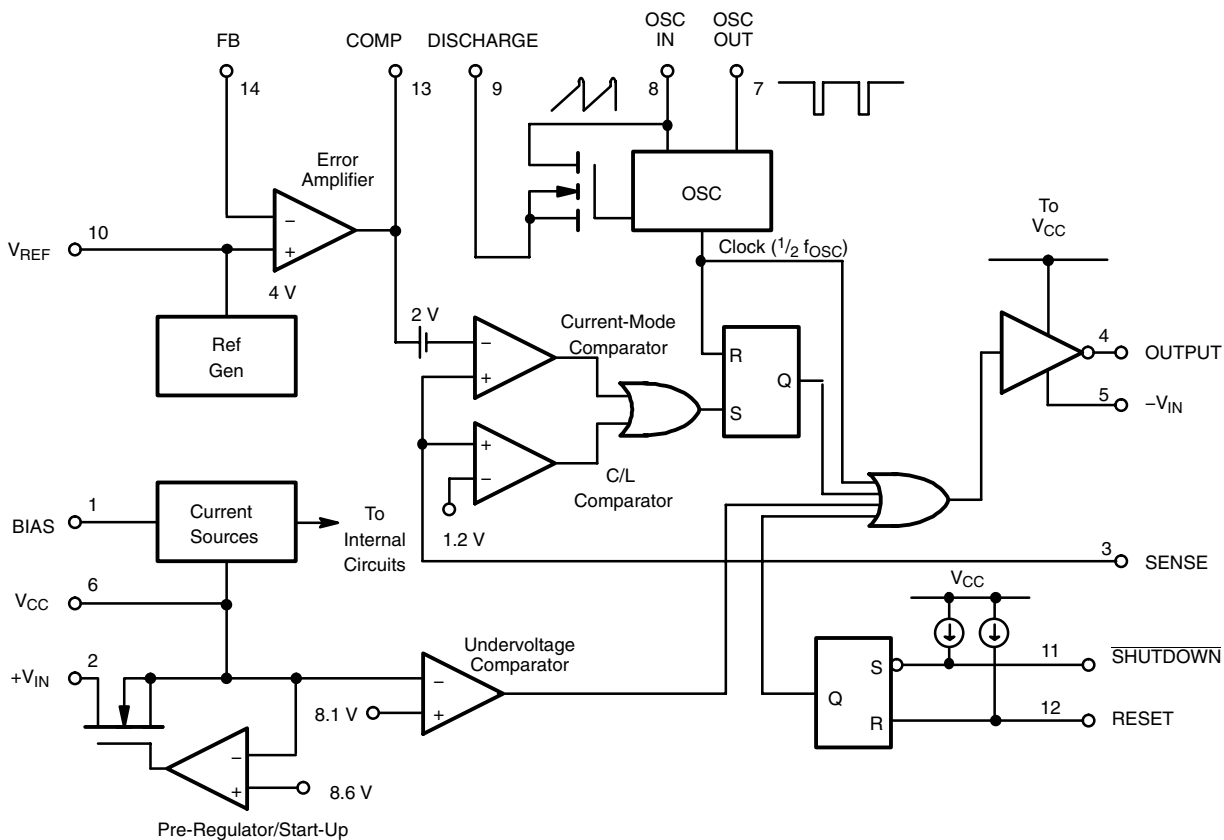 OSC OSC
FB COMP DISCHARGE IN OUT
14 13 9 8 7
Error
Amplifier
OSC
−
+
VREF 10
4 V
Ref
Gen
Clock (1/2 fOSC)
To
VCC
2 V
Current-Mode
Comparator
−
+
R
Q
S
4 OUTPUT
5 −VIN
+
−
C/L
Comparator
1.2 V
BIAS 1
Current
Sources
To
Internal
Circuits
3 SENSE
VCC 6
VCC
+VIN 2
Undervoltage
Comparator
−
+
8.1 V
S
Q
R
11 SHUTDOWN
12 RESET
−
+
8.6 V
Pre-Regulator/Start-Up